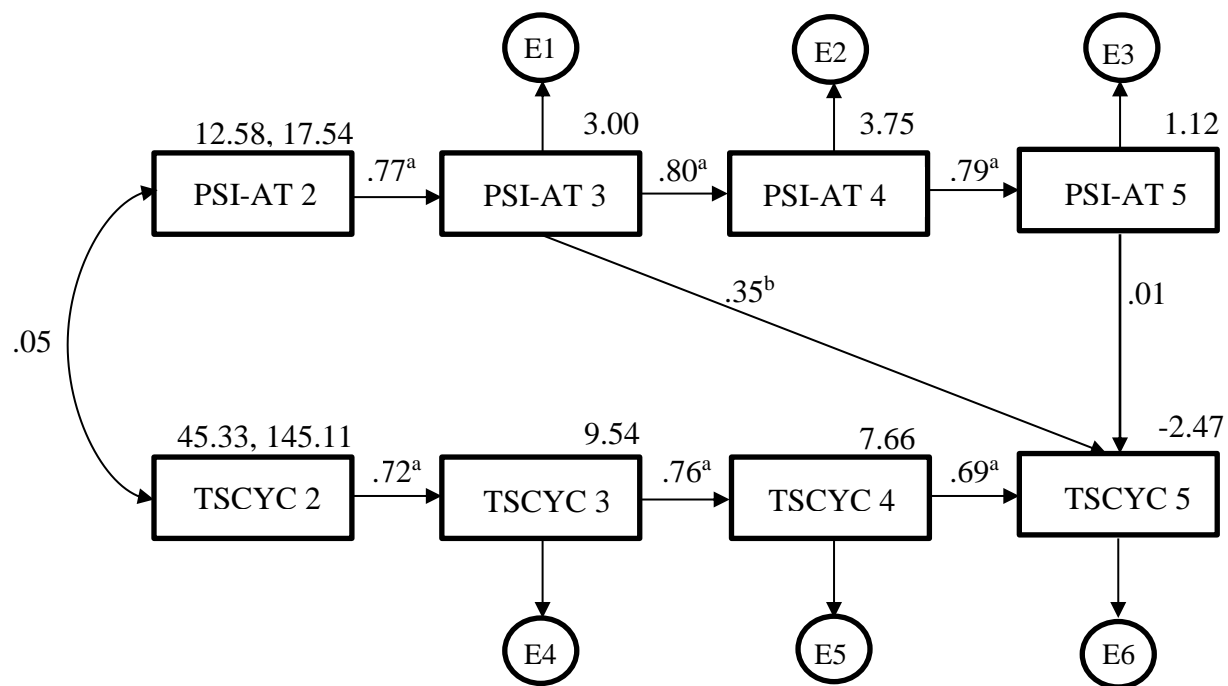 E1
E2
E3
12.58, 17.54
3.00
3.75
1.12
PSI-AT 2
.77ᵃ
PSI-AT 3
.80ᵃ
PSI-AT 4
.79ᵃ
PSI-AT 5
.35ᵇ
.01
.05
45.33, 145.11
9.54
7.66
-2.47
TSCYC 2
.72ᵃ
TSCYC 3
.76ᵃ
TSCYC 4
.69ᵃ
TSCYC 5
E4
E5
E6